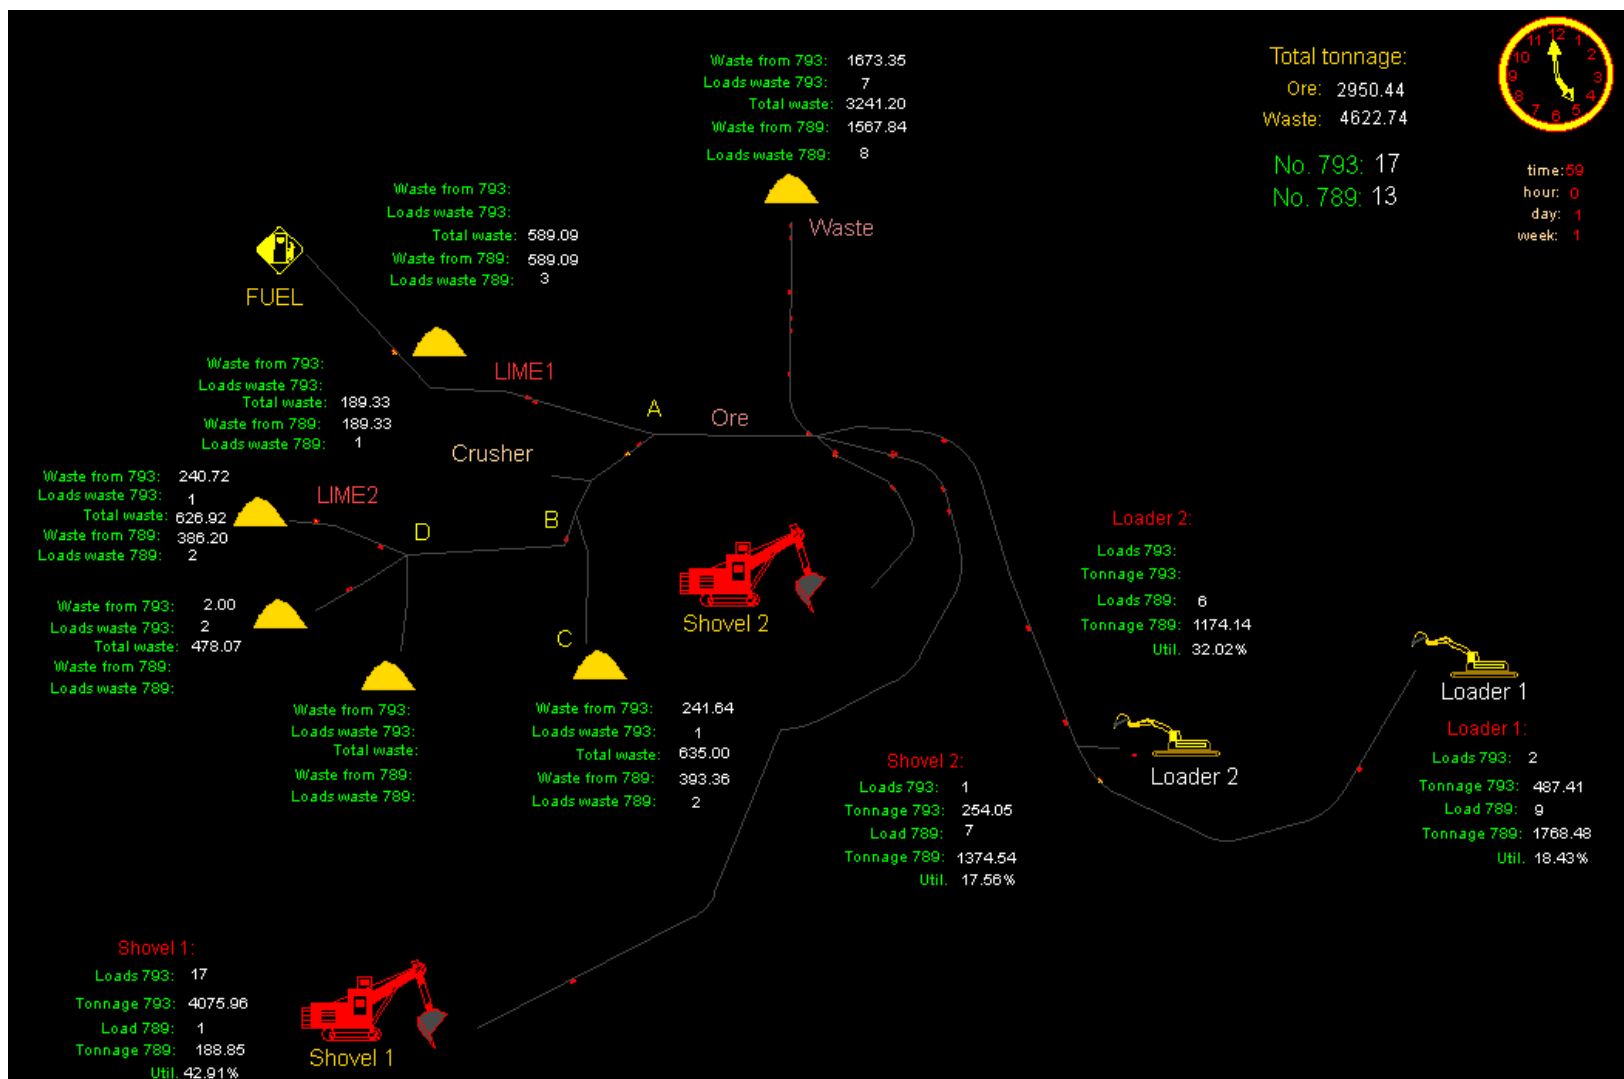 Waste from 793: 1673.35
Loads waste 793: 7
Total waste: 3241.20
Waste from 789: 1567.84
Loads waste 789: 8
Waste
Total tonnage:
Ore: 2950.44
Waste: 4622.74
No. 793: 17
No. 789: 13
12
1
2
3
4
5
6
7
8
9
10
11
time:59
hour: 0
day: 1
week: 1
Waste from 793:
Loads waste 793:
Total waste: 589.09
Waste from 789: 589.09
Loads waste 789: 3
FUEL
LIME1
Waste from 793:
Loads waste 793:
Total waste: 189.33
Waste from 789: 189.33
Loads waste 789: 1
A
Ore
Crusher
Waste from 793: 240.72
Loads waste 793: 1
Total waste: 626.92
Waste from 789: 386.20
Loads waste 789: 2
LIME2
D
B
Waste from 793: 2.00
Loads waste 793: 2
Total waste: 478.07
Waste from 789:
Loads waste 789:
Shovel 2
C
Waste from 793:
Loads waste 793:
Total waste:
Waste from 789:
Loads waste 789:
Waste from 793: 241.64
Loads waste 793: 1
Total waste: 635.00
Waste from 789: 393.36
Loads waste 789: 2
Loader 2:
Loads 793:
Tonnage 793:
Loads 789: 6
Tonnage 789: 1174.14
Util. 32.02%
Loader 1
Loader 2
Loader 1:
Loads 793: 2
Tonnage 793: 487.41
Load 789: 9
Tonnage 789: 1768.48
Util. 18.43%
Shovel 2:
Loads 793: 1
Tonnage 793: 254.05
Load 789: 7
Tonnage 789: 1374.54
Util. 17.56%
Shovel 1:
Loads 793: 17
Tonnage 793: 4075.96
Load 789: 1
Tonnage 789: 188.85
Util. 42.91%
Shovel 1